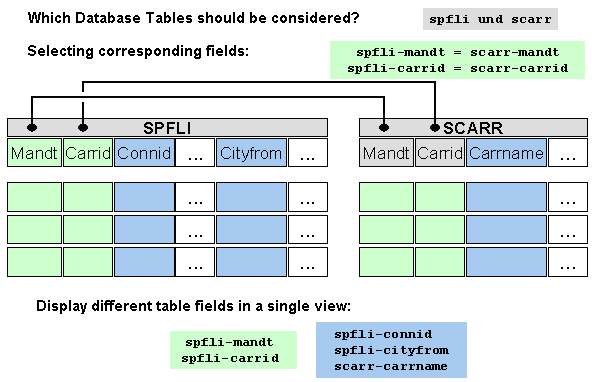 Which Database Tables should be considered? spfli und scarr
Selecting corresponding fields: spfli-mandt = scarr-mandt
spfli-carrid = scarr-carrid
SPFLI SCARR
Mandt Carrid Connid ... Cityfrom ... Mandt Carrid Carrname ...
... ... ...
... ... ...
... ... ...
Display different table fields in a single view:
spfli-mandt
spfli-carrid
spfli-connid
spfli-cityfrom
scarr-carrname